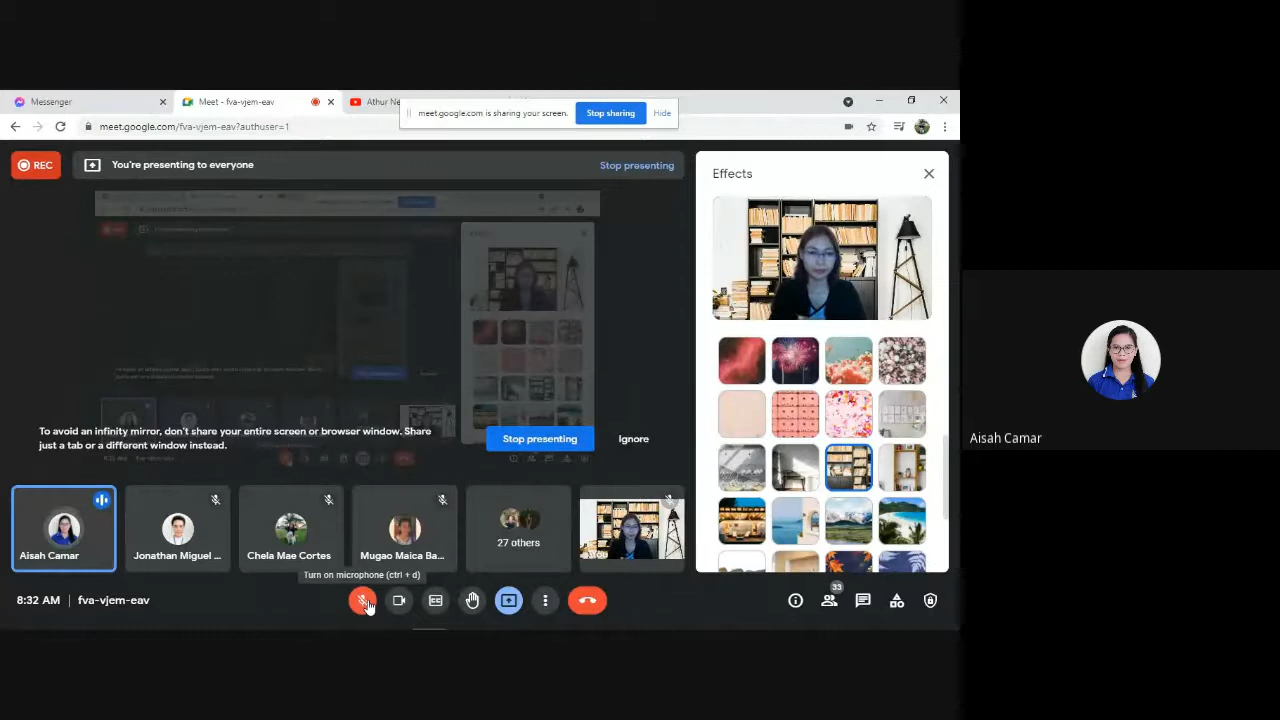 Messenger
Meet - fva-vjem-eav
Athur Ne
meet.google.com is sharing your screen.
Stop sharing
Hide
meet.google.com/fva-vjem-eav?authuser=1
REC
You're presenting to everyone
Stop presenting
Effects
To avoid an infinity mirror, don't share your entire screen or browser window. Share
just a tab or a different window instead.
Stop presenting
Ignore
Aisah Camar
Aisah Camar
Jonathan Miguel ...
Chela Mae Cortes
Mugao Maica Ba...
27 others
Turn on microphone (ctrl + d)
8:32 AM | fva-vjem-eav
33